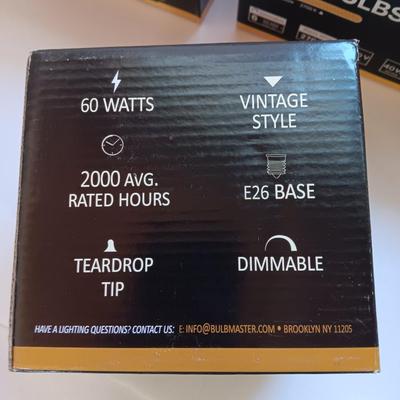 BULBS
60 WATTS
VINTAGE
STYLE
2000 AVG.
RATED HOURS
E26 BASE
TEARDROP
TIP
DIMMABLE
HAVE A LIGHTING QUESTIONS? CONTACT US: E: INFO@BULBMASTER.COM • BROOKLYN NY 11205